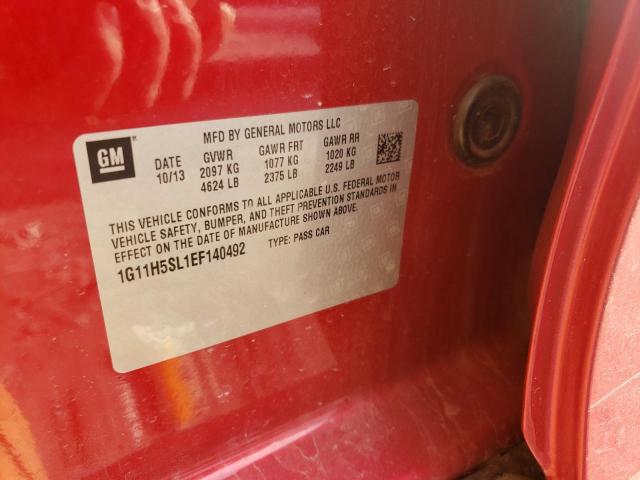 GM
MFD BY GENERAL MOTORS LLC
DATE GVWR GAWR FRT GAWR RR
10/13 2097 KG 1077 KG 1020 KG
4624 LB 2375 LB 2249 LB
THIS VEHICLE CONFORMS TO ALL APPLICABLE U.S. FEDERAL MOTOR
VEHICLE SAFETY, BUMPER, AND THEFT PREVENTION STANDARDS IN
EFFECT ON THE DATE OF MANUFACTURE SHOWN ABOVE.
1G11H5SL1EF140492 TYPE: PASS CAR